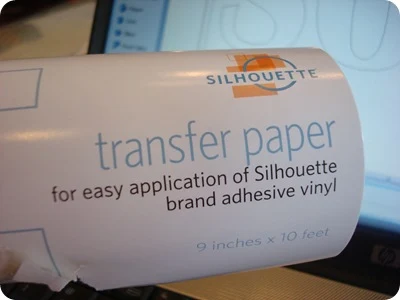 SILHOUETTE
transfer paper
for easy application of Silhouette
brand adhesive vinyl
9 inches x 10 feet